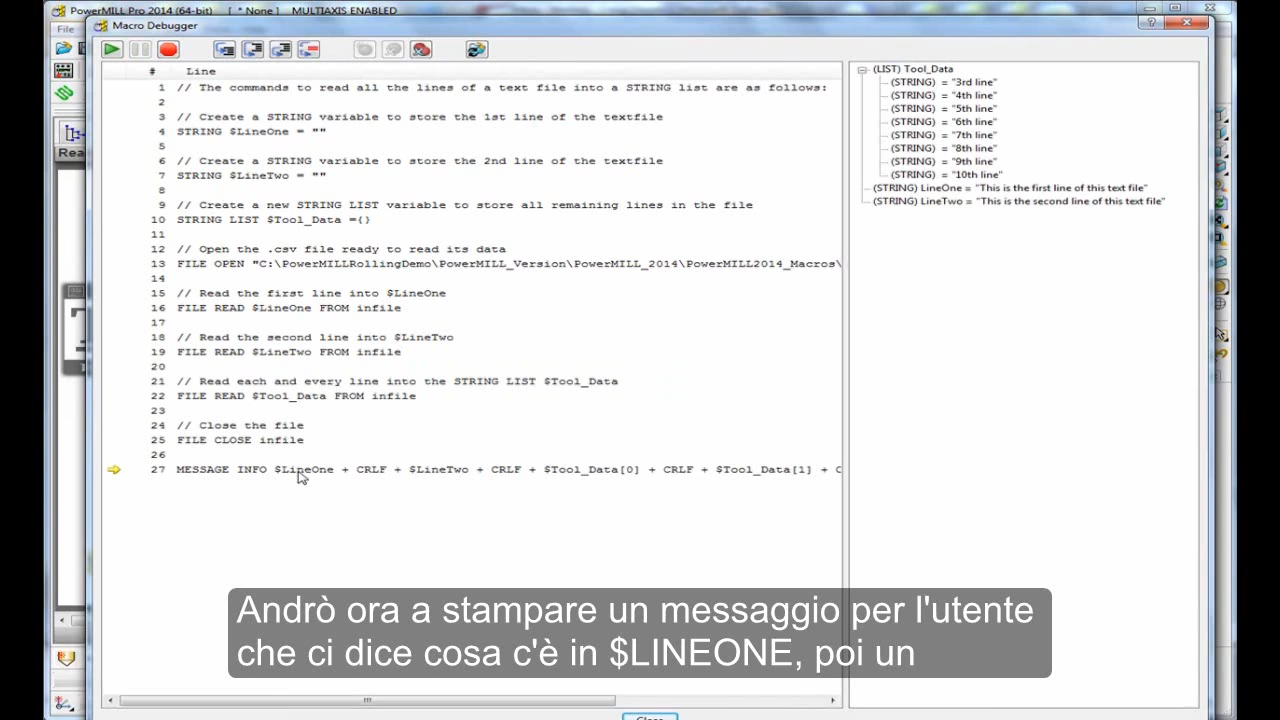 PowerMILL Pro 2014 (64-bit) [ * None ] MULTIAXIS ENABLED
File
Macro Debugger
# Line
1 // The commands to read all the lines of a text file into a STRING list are as follows:
2
3 // Create a STRING variable to store the 1st line of the textfile
4 STRING $LineOne = ""
5
6 // Create a STRING variable to store the 2nd line of the textfile
7 STRING $LineTwo = ""
8
9 // Create a new STRING LIST variable to store all remaining lines in the file
10 STRING LIST $Tool_Data ={}
11
12 // Open the .csv file ready to read its data
13 FILE OPEN "C:\PowerMILLRollingDemo\PowerMILL_Version\PowerMILL_2014\PowerMILL2014_Macros\
14
15 // Read the first line into $LineOne
16 FILE READ $LineOne FROM infile
17
18 // Read the second line into $LineTwo
19 FILE READ $LineTwo FROM infile
20
21 // Read each and every line into the STRING LIST $Tool_Data
22 FILE READ $Tool_Data FROM infile
23
24 // Close the file
25 FILE CLOSE infile
26
27 MESSAGE INFO $LineOne + CRLF + $LineTwo + CRLF + $Tool_Data[0] + CRLF + $Tool_Data[1] + C
(LIST) Tool_Data
(STRING) = "3rd line"
(STRING) = "4th line"
(STRING) = "5th line"
(STRING) = "6th line"
(STRING) = "7th line"
(STRING) = "8th line"
(STRING) = "9th line"
(STRING) = "10th line"
(STRING) LineOne = "This is the first line of this text file"
(STRING) LineTwo = "This is the second line of this text file"
Rea
Andrò ora a stampare un messaggio per l'utente
che ci dice cosa c'è in $LINEONE, poi un